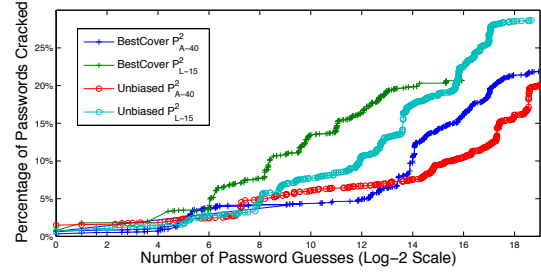 Percentage of Passwords Cracked
25%
20%
15%
10%
5%
0%
BestCover P²A-40
BestCover P²L-15
Unbiased P²A-40
Unbiased P²L-15
0 2 4 6 8 10 12 14 16 18
Number of Password Guesses (Log−2 Scale)